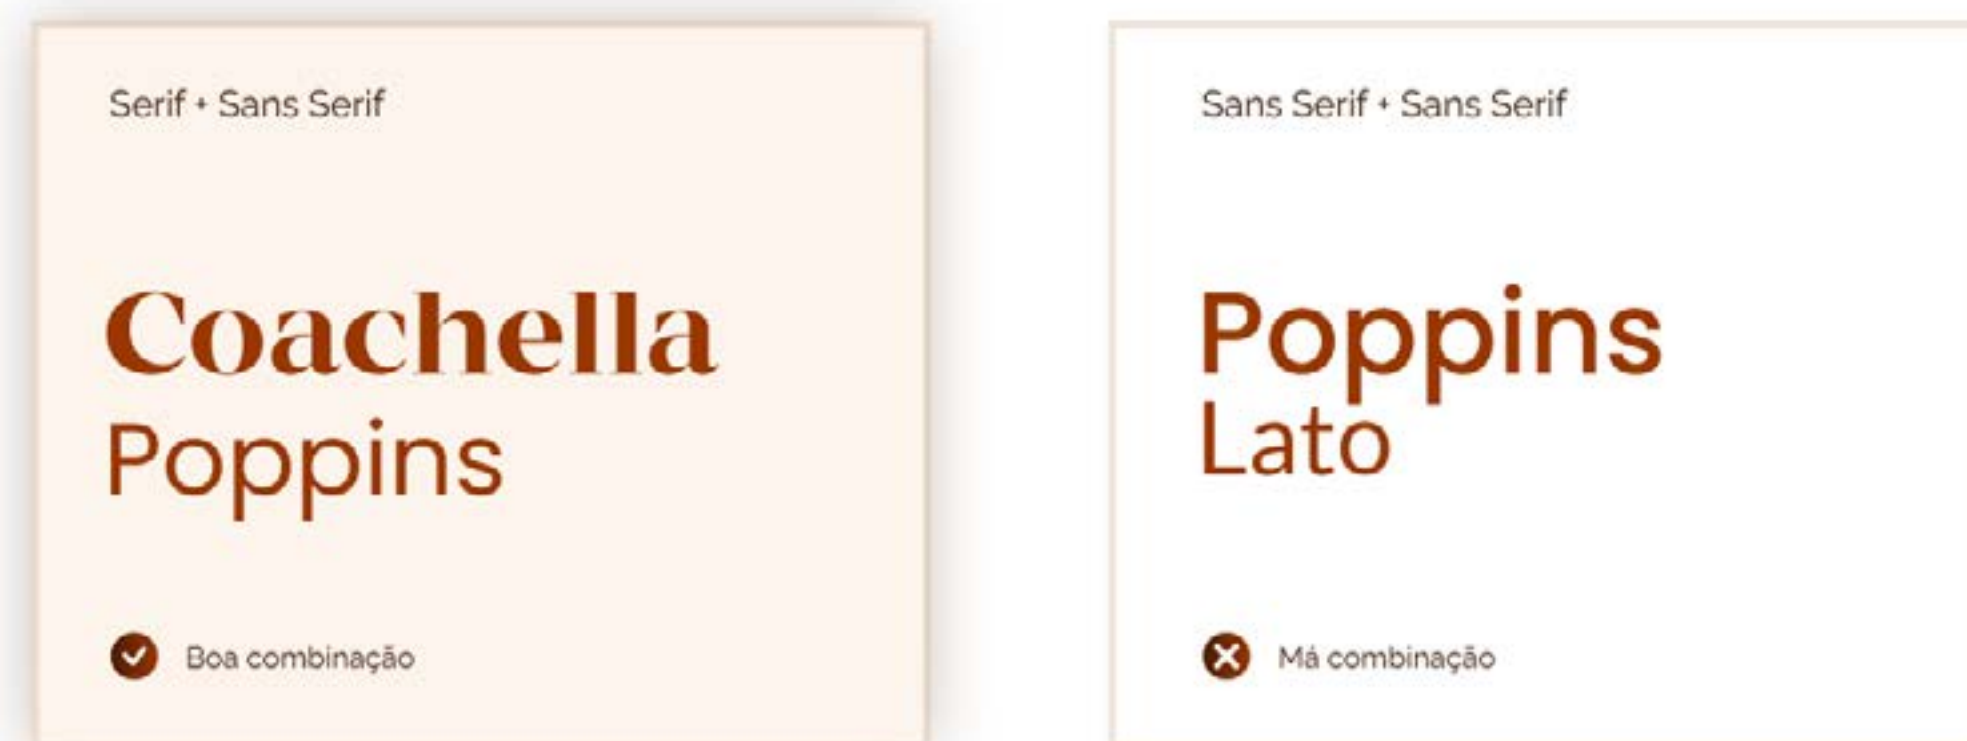 Serif + Sans Serif
Coachella
Poppins
Boa combinação
Sans Serif + Sans Serif
Poppins
Lato
Má combinação